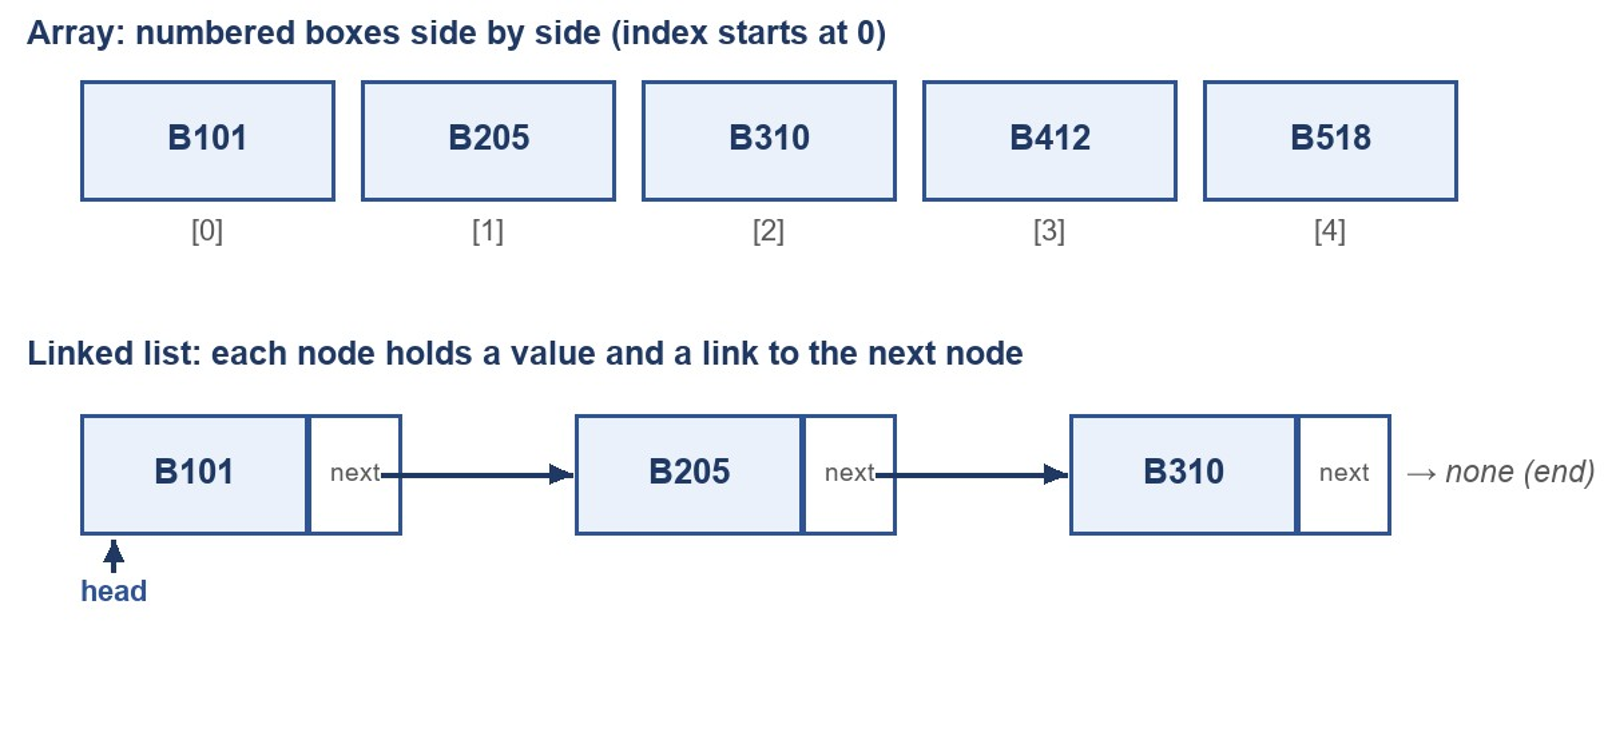 Array: numbered boxes side by side (index starts at 0)
B101 B205 B310 B412 B518
[0] [1] [2] [3] [4]
Linked list: each node holds a value and a link to the next node
B101 next B205 next B310 next → none (end)
head